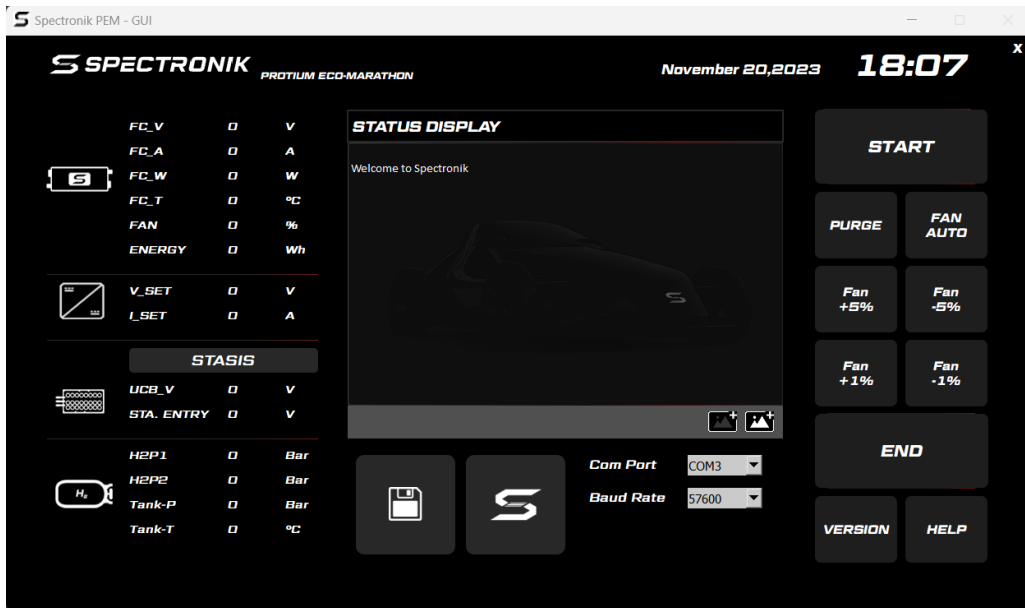 Spectronik PEM - GUI
SPECTRONIK PROTIUM ECO-MARATHON
November 20,2023 18:07
X
FC_V 0 V
FC_A 0 A
FC_W 0 W
FC_T 0 ºC
FAN 0 %
ENERGY 0 Wh
V_SET 0 V
I_SET 0 A
STASIS
UCB_V 0 V
STA. ENTRY 0 V
H2P1 0 Bar
H2P2 0 Bar
H₂
Tank-P 0 Bar
Tank-T 0 ºC
STATUS DISPLAY
Welcome to Spectronik
Com Port COM3
Baud Rate 57600
START
PURGE
FAN
AUTO
Fan
+5%
Fan
-5%
Fan
+1%
Fan
-1%
END
VERSION
HELP